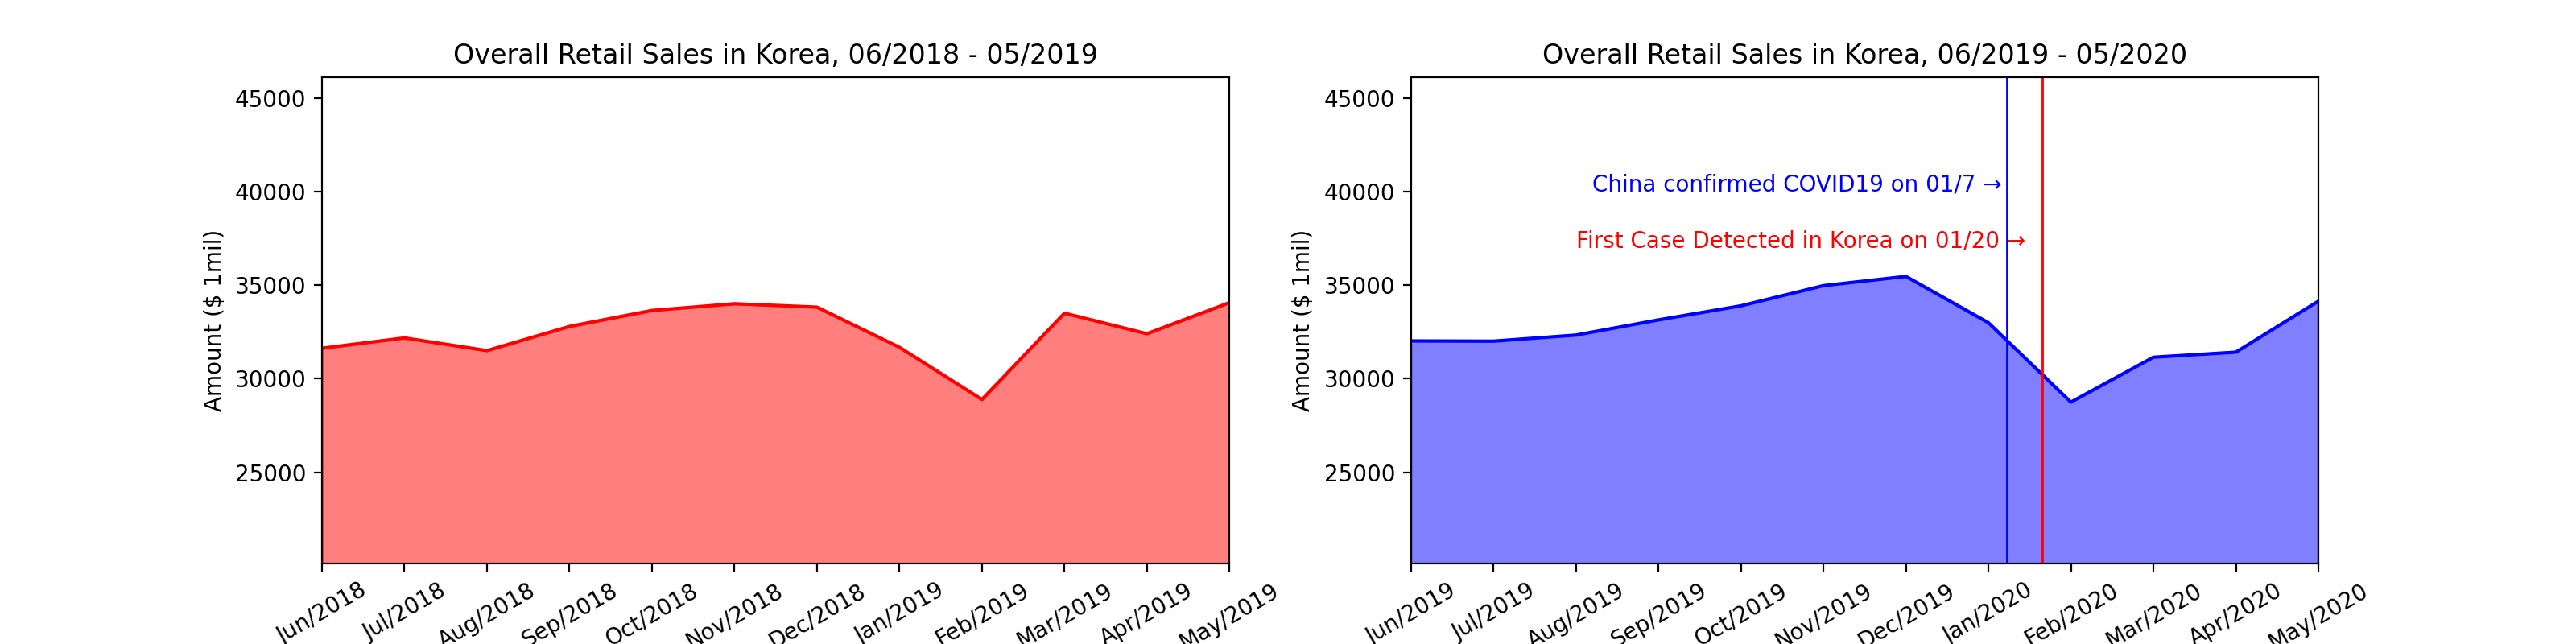 Overall Retail Sales in Korea, 06/2018 - 05/2019
45000
40000
35000
30000
25000
Amount ($ 1mil)
Jun/2018
Jul/2018
Aug/2018
Sep/2018
Oct/2018
Nov/2018
Dec/2018
Jan/2019
Feb/2019
Mar/2019
Apr/2019
May/2019
Overall Retail Sales in Korea, 06/2019 - 05/2020
45000
40000
35000
30000
25000
Amount ($ 1mil)
China confirmed COVID19 on 01/7 →
First Case Detected in Korea on 01/20 →
Jun/2019
Jul/2019
Aug/2019
Sep/2019
Oct/2019
Nov/2019
Dec/2019
Jan/2020
Feb/2020
Mar/2020
Apr/2020
May/2020